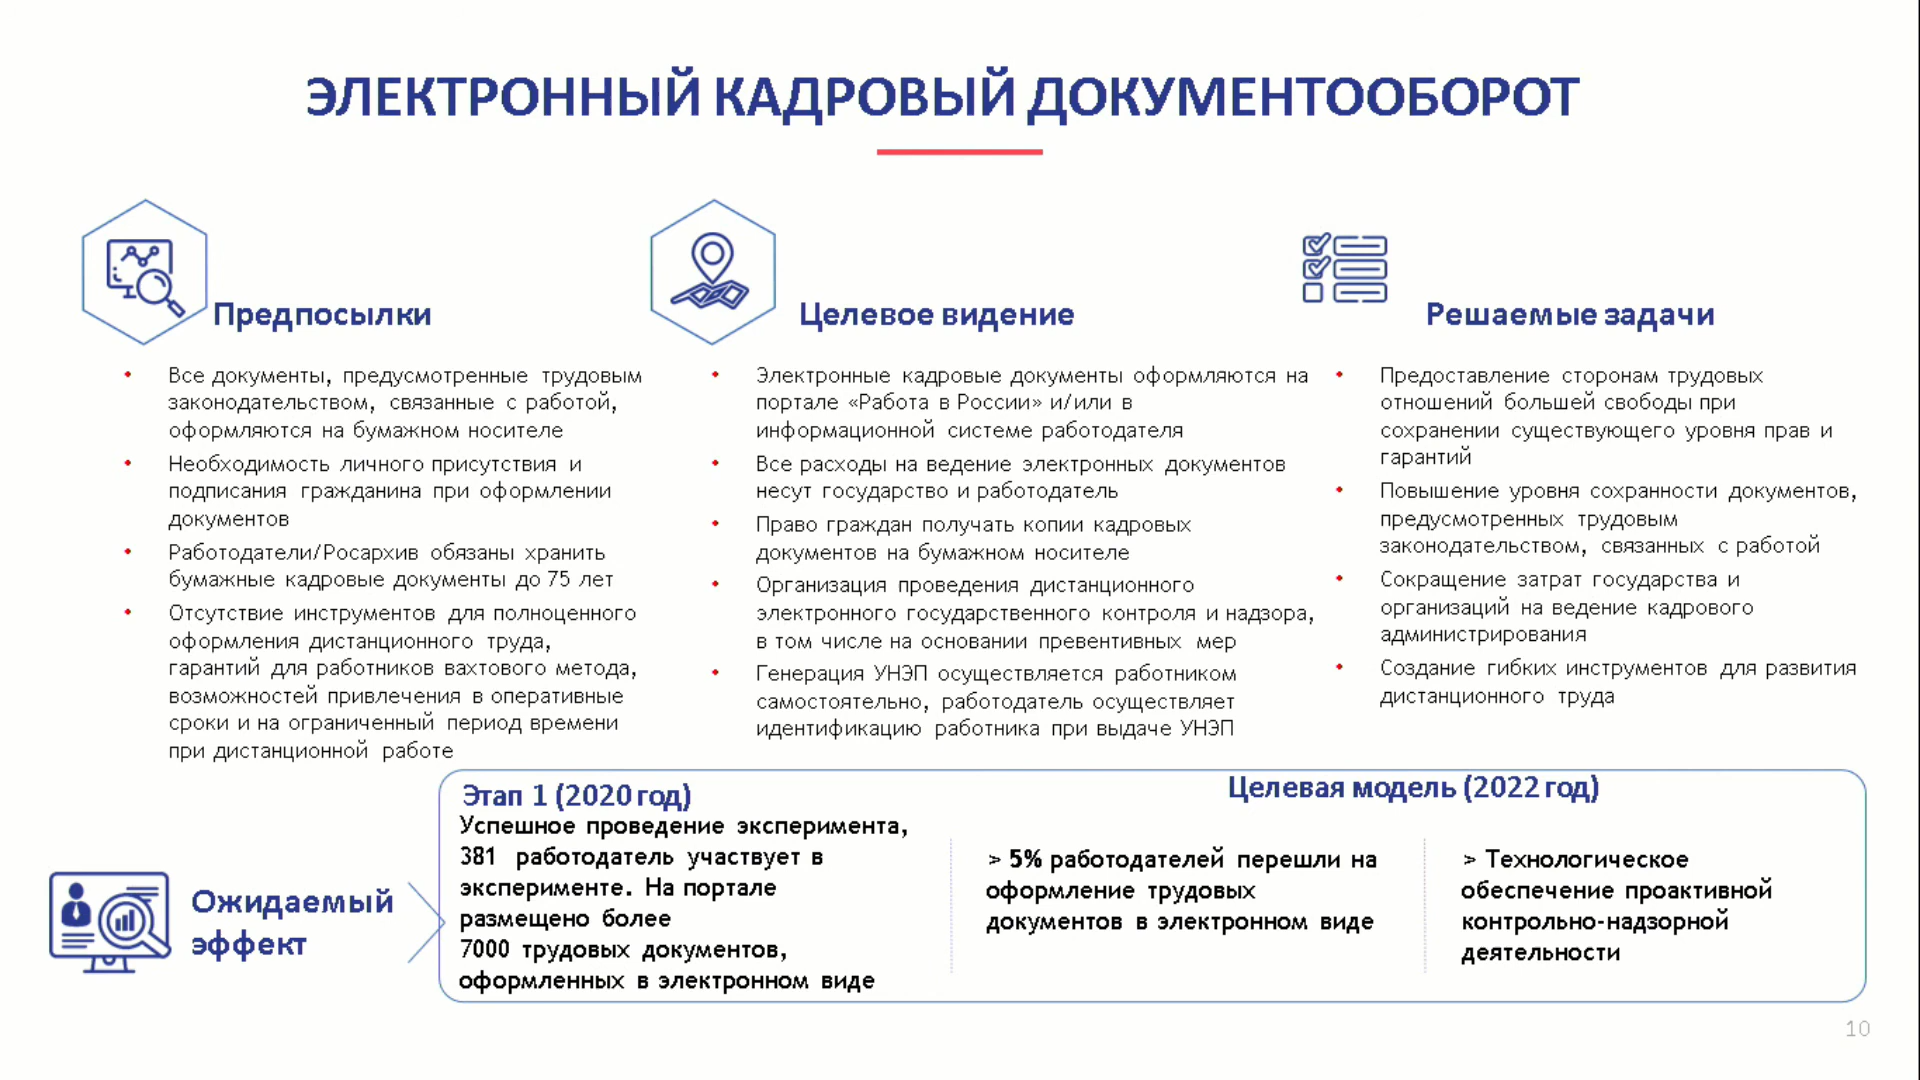 ЭЛЕКТРОННЫЙ КАДРОВЫЙ ДОКУМЕНТООБОРОТ
Предпосылки
• Все документы, предусмотренные трудовым
законодательством, связанные с работой,
оформляются на бумажном носителе
• Необходимость личного присутствия и
подписания гражданина при оформлении
документов
• Работодатели/Росархив обязаны хранить
бумажные кадровые документы до 75 лет
• Отсутствие инструментов для полноценного
оформления дистанционного труда,
гарантий для работников вахтового метода,
возможностей привлечения в оперативные
сроки и на ограниченный период времени
при дистанционной работе
Целевое видение
• Электронные кадровые документы оформляются на
портале «Работа в России» и/или в
информационной системе работодателя
• Все расходы на ведение электронных документов
несут государство и работодатель
• Право граждан получать копии кадровых
документов на бумажном носителе
• Организация проведения дистанционного
электронного государственного контроля и надзора,
в том числе на основании превентивных мер
• Генерация УНЭП осуществляется работником
самостоятельно, работодатель осуществляет
идентификацию работника при выдаче УНЭП
Решаемые задачи
• Предоставление сторонам трудовых
отношений большей свободы при
сохранении существующего уровня прав и
гарантий
• Повышение уровня сохранности документов,
предусмотренных трудовым
законодательством, связанных с работой
• Сокращение затрат государства и
организаций на ведение кадрового
администрирования
• Создание гибких инструментов для развития
дистанционного труда
Ожидаемый
эффект
Этап 1 (2020 год)
Успешное проведение эксперимента,
381 работодатель участвует в
эксперименте. На портале
размещено более
7000 трудовых документов,
оформленных в электронном виде
Целевая модель (2022 год)
> 5% работодателей перешли на
оформление трудовых
документов в электронном виде
> Технологическое
обеспечение проактивной
контрольно-надзорной
деятельности
10